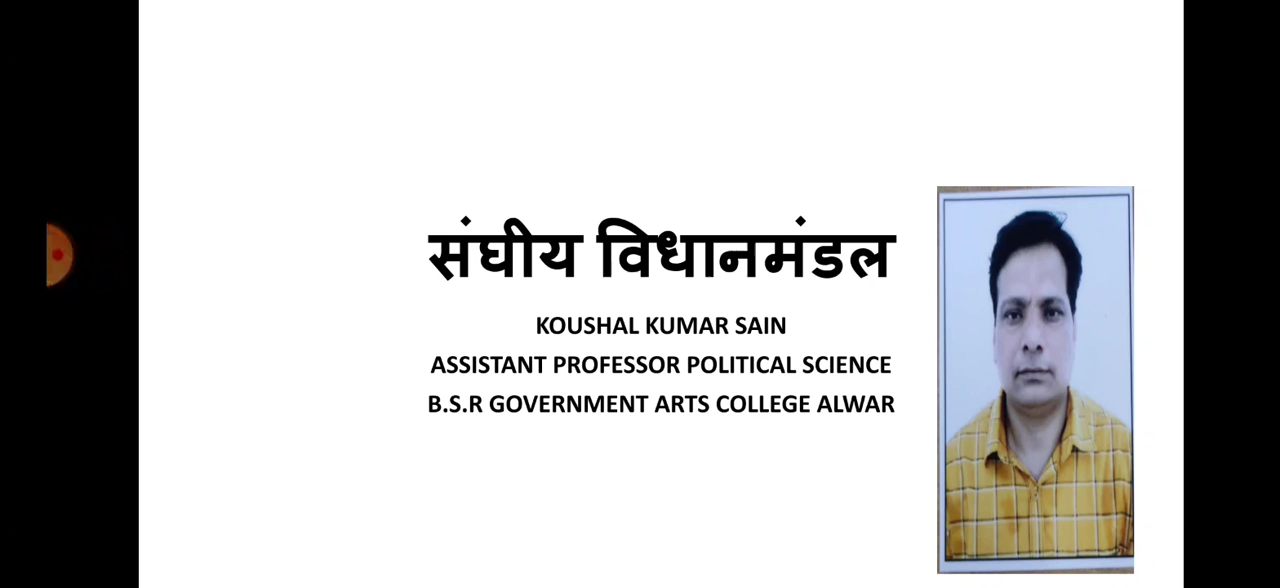 संघीय विधानमंडल
KOUSHAL KUMAR SAIN
ASSISTANT PROFESSOR POLITICAL SCIENCE
B.S.R GOVERNMENT ARTS COLLEGE ALWAR